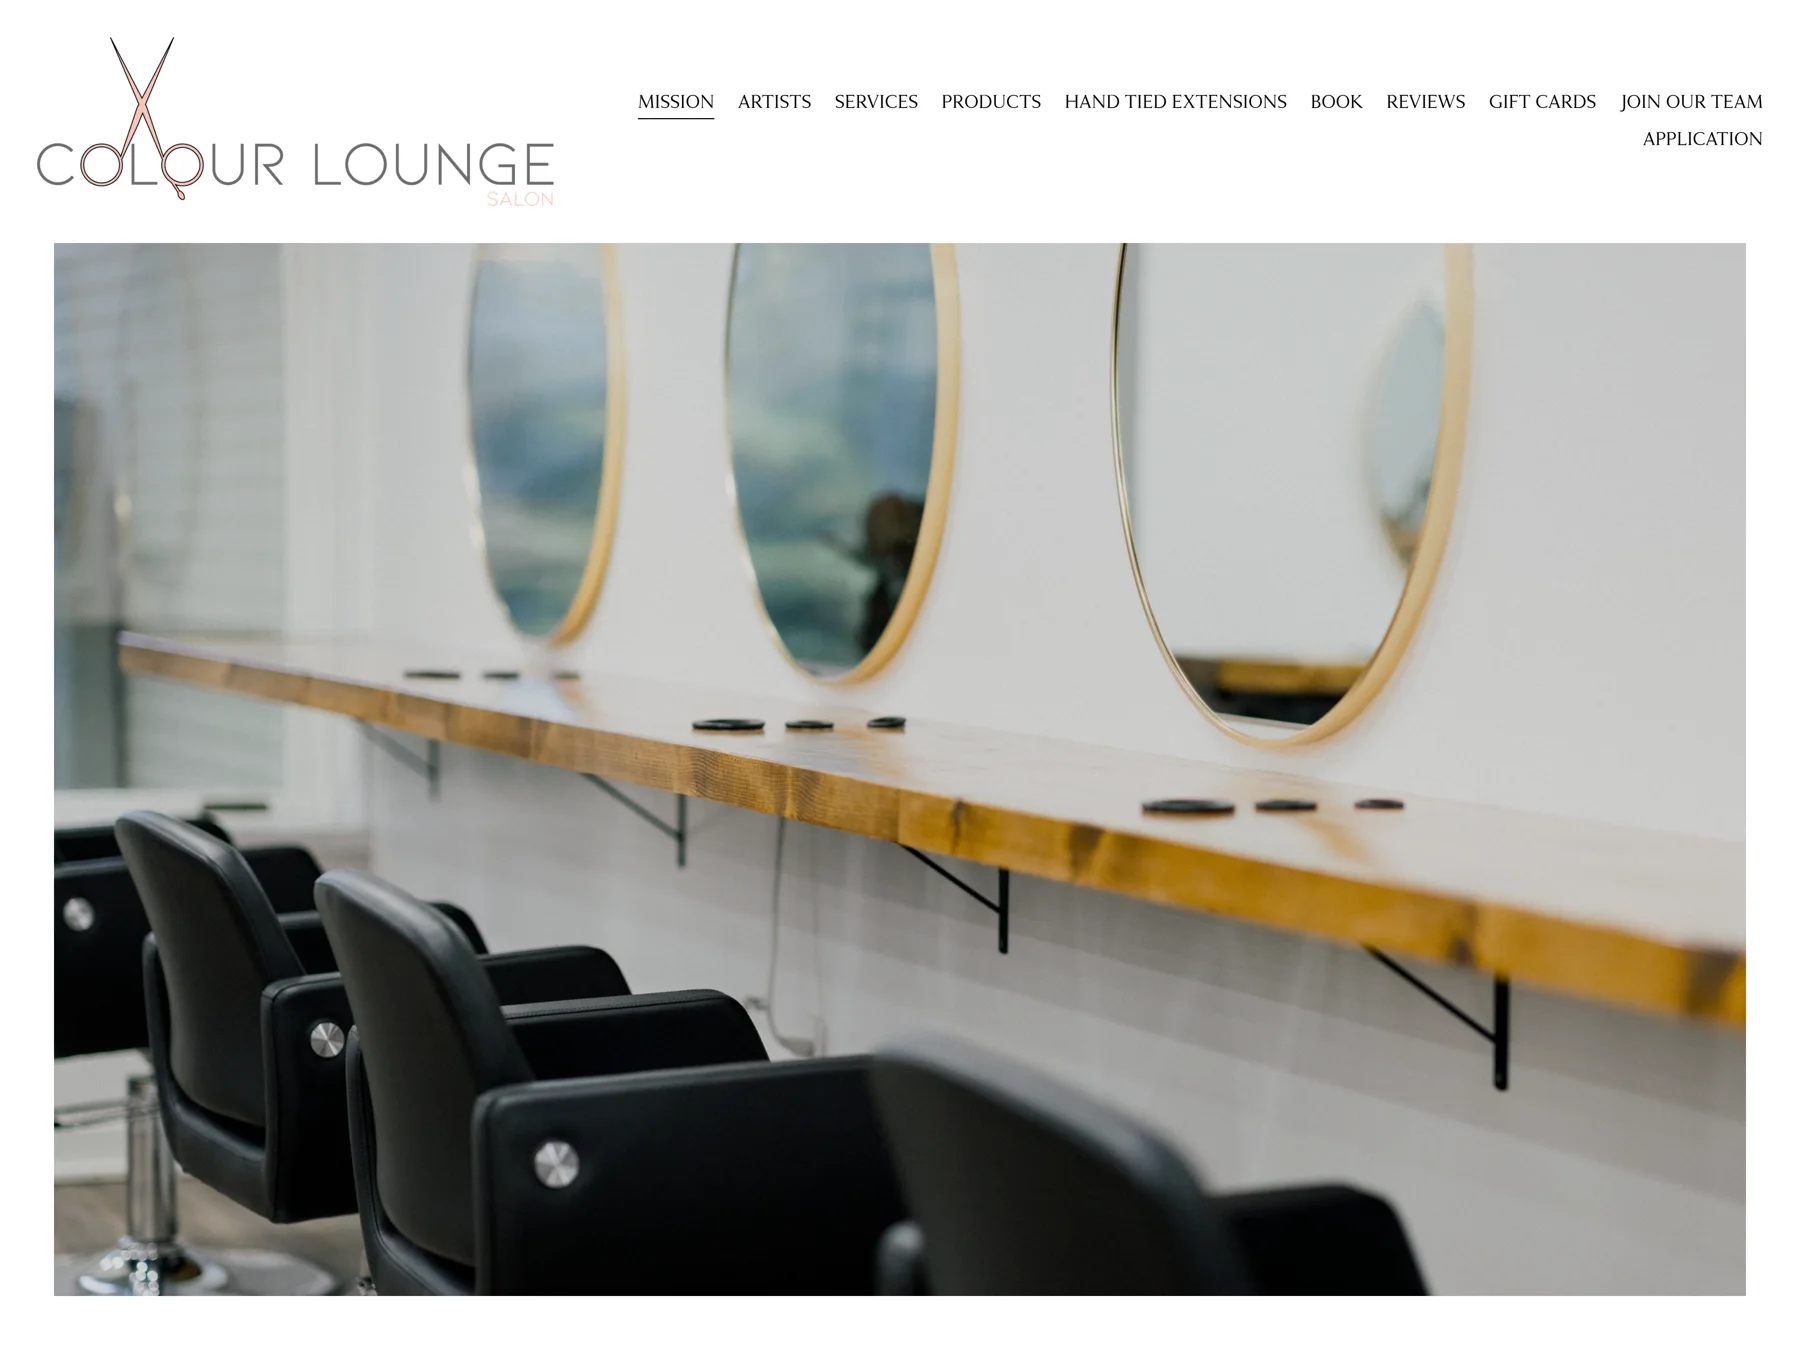 COLOUR LOUNGE
SALON
MISSION ARTISTS SERVICES PRODUCTS HAND TIED EXTENSIONS BOOK REVIEWS GIFT CARDS JOIN OUR TEAM
APPLICATION